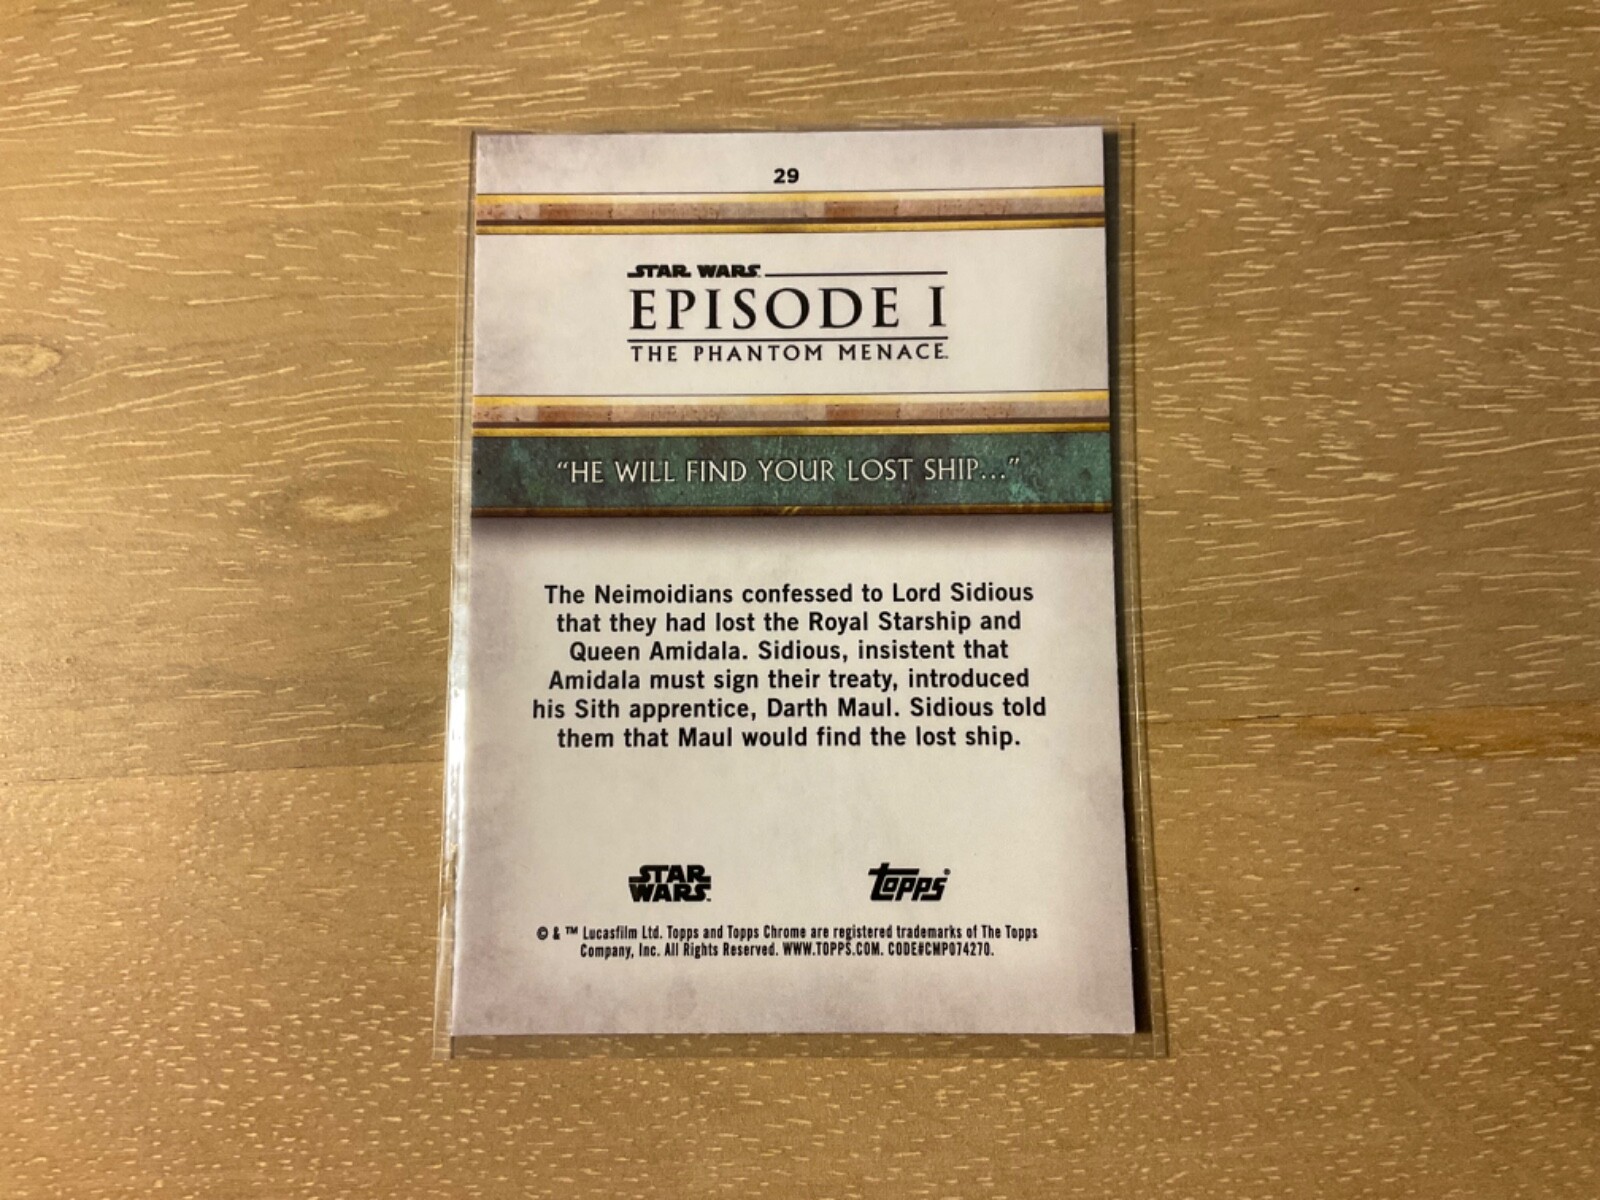 29
STAR WARS
EPISODE I
THE PHANTOM MENACE™
“HE WILL FIND YOUR LOST SHIP...”
The Neimoidians confessed to Lord Sidious
that they had lost the Royal Starship and
Queen Amidala. Sidious, insistent that
Amidala must sign their treaty, introduced
his Sith apprentice, Darth Maul. Sidious told
them that Maul would find the lost ship.
STAR
WARS™
topps®
© & ™ Lucasfilm Ltd. Topps and Topps Chrome are registered trademarks of The Topps
Company, Inc. All Rights Reserved. WWW.TOPPS.COM. CODE#CMP074270.